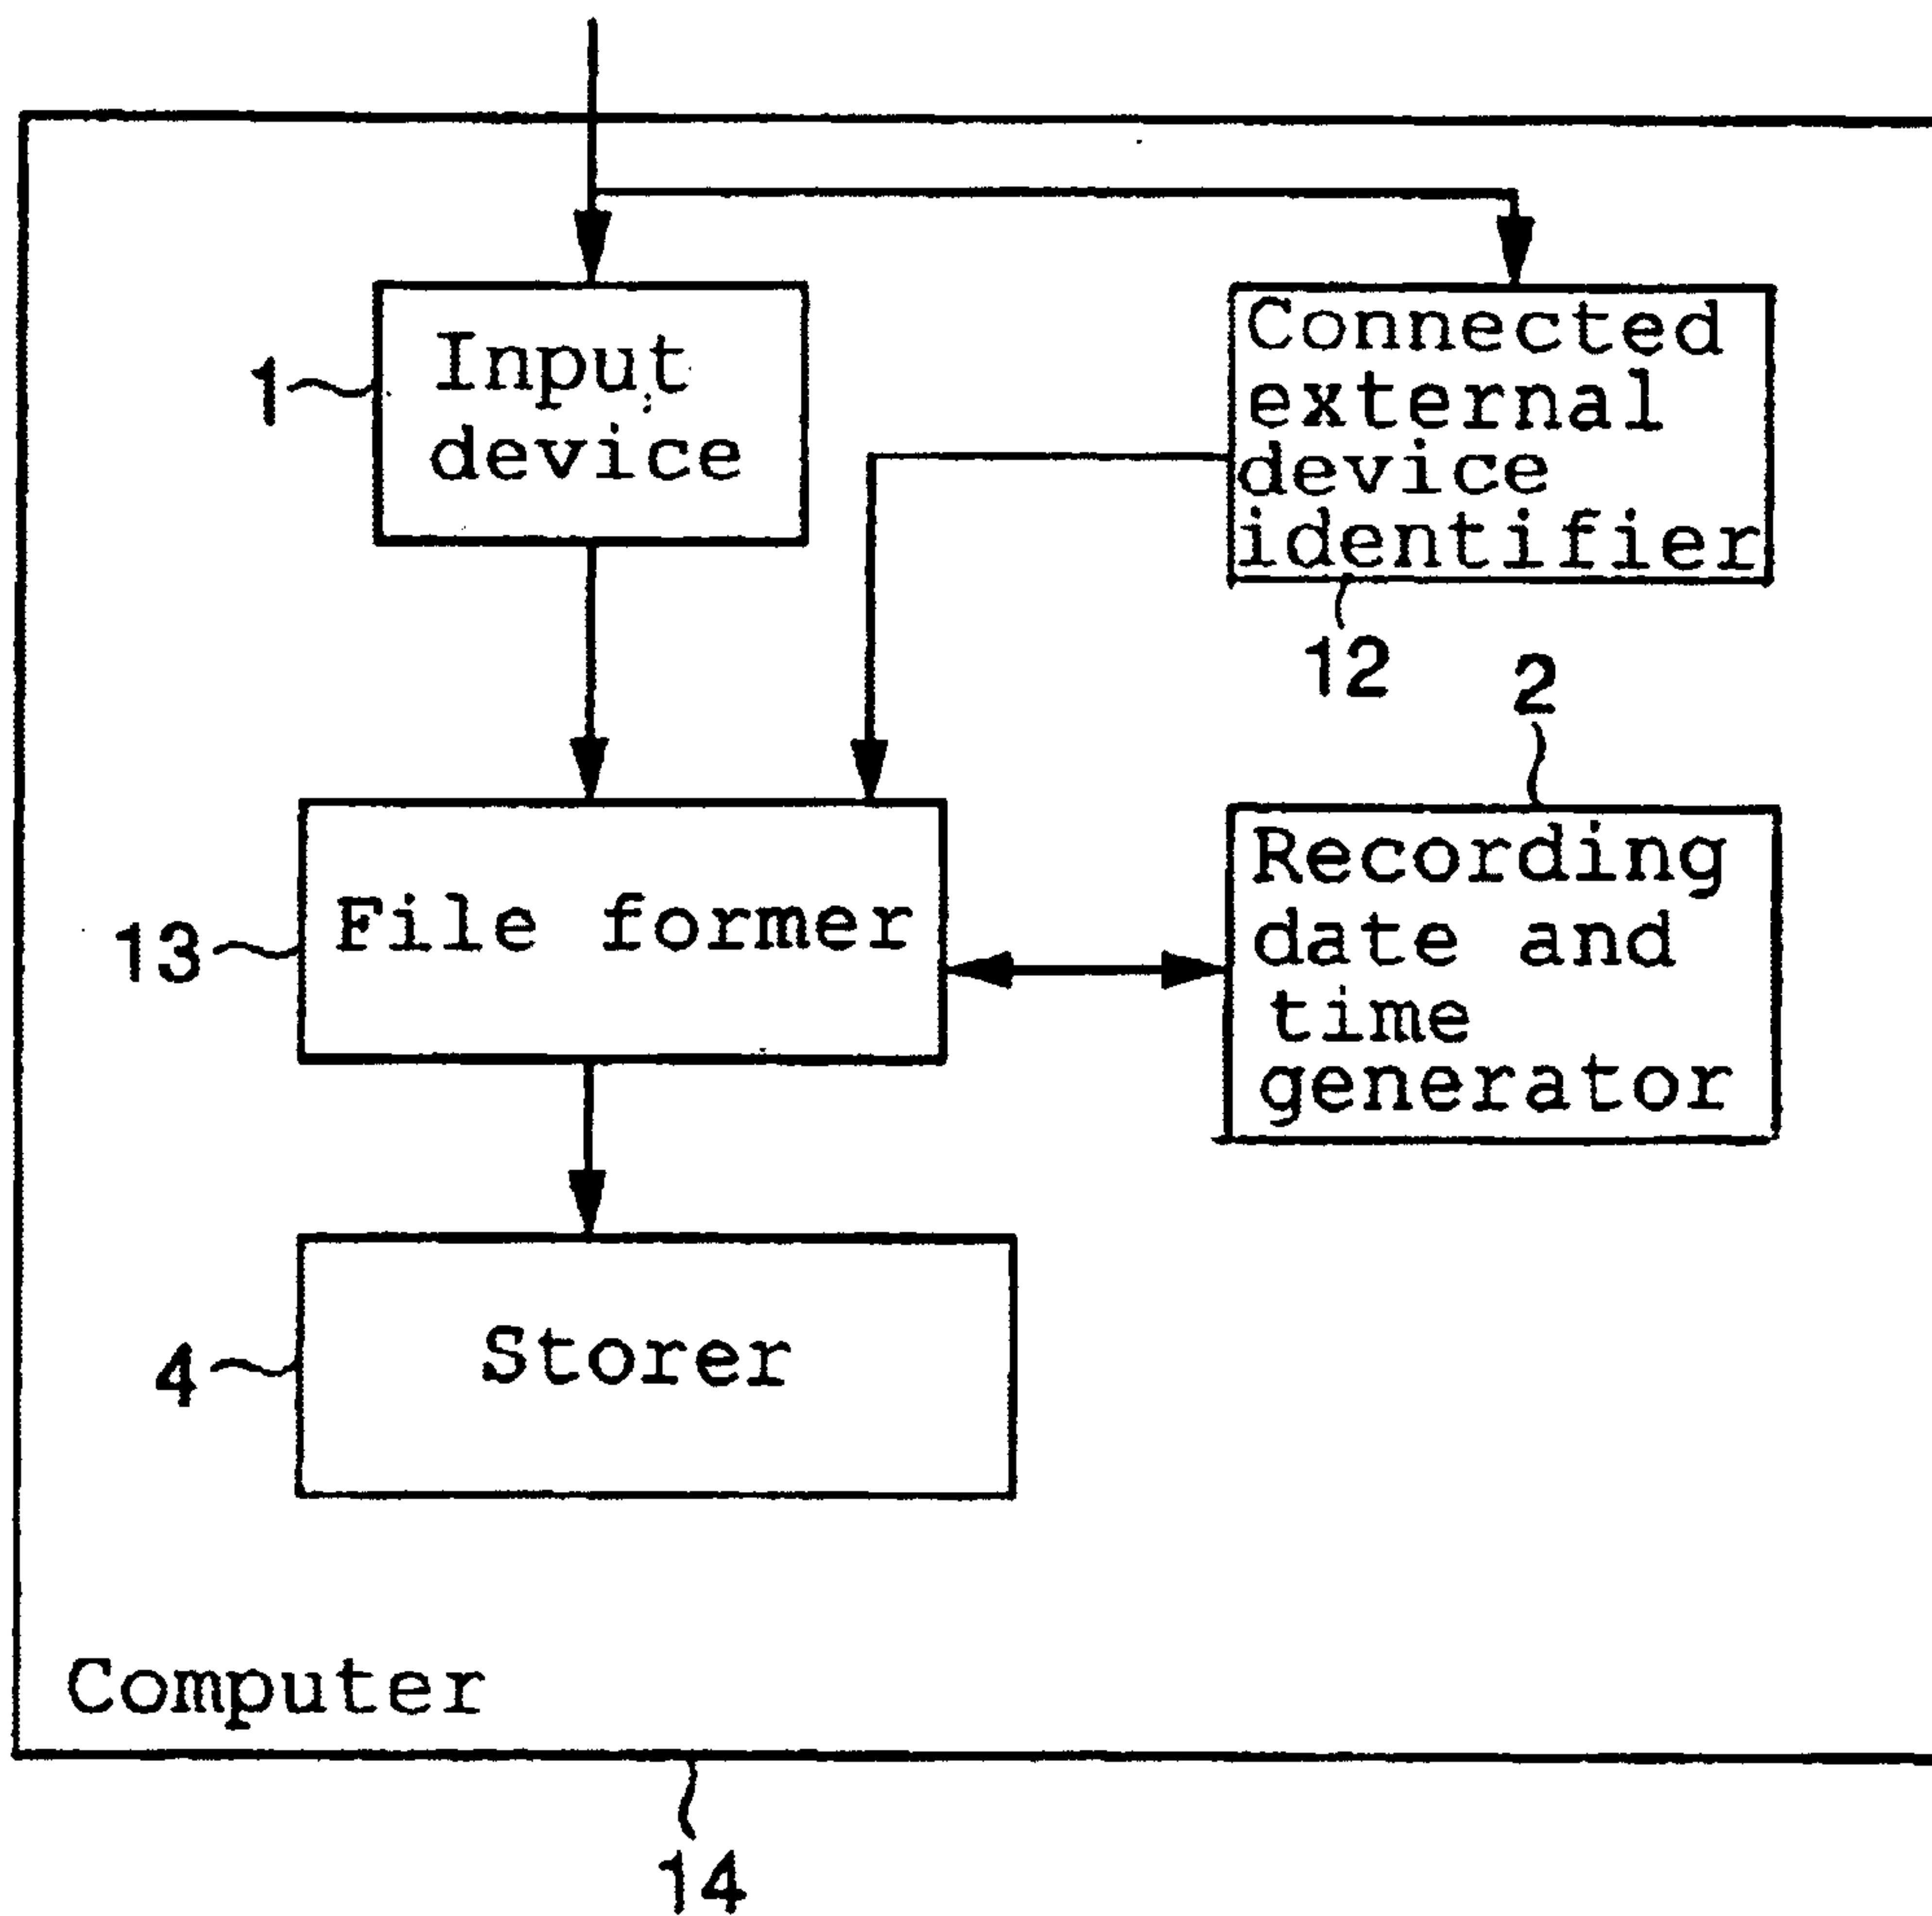 1
Input
device
Connected
external
device
identifier
12
2
13
File former
Recording
date and
time
generator
4
Storer
Computer
14